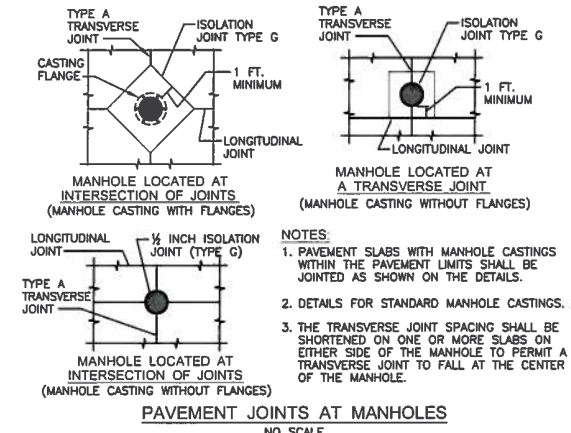 TYPE A
TRANSVERSE
JOINT
ISOLATION
JOINT TYPE G
CASTING
FLANGE
1 FT.
MINIMUM
LONGITUDINAL
JOINT
MANHOLE LOCATED AT
INTERSECTION OF JOINTS
(MANHOLE CASTING WITH FLANGES)
TYPE A
TRANSVERSE
JOINT
ISOLATION
JOINT TYPE G
1 FT.
MINIMUM
LONGITUDINAL JOINT
MANHOLE LOCATED AT
A TRANSVERSE JOINT
(MANHOLE CASTING WITHOUT FLANGES)
LONGITUDINAL
JOINT
½ INCH ISOLATION
JOINT (TYPE G)
TYPE A
TRANSVERSE
JOINT
MANHOLE LOCATED AT
INTERSECTION OF JOINTS
(MANHOLE CASTING WITHOUT FLANGES)
NOTES:
1. PAVEMENT SLABS WITH MANHOLE CASTINGS
WITHIN THE PAVEMENT LIMITS SHALL BE
JOINTED AS SHOWN ON THE DETAILS.
2. DETAILS FOR STANDARD MANHOLE CASTINGS.
3. THE TRANSVERSE JOINT SPACING SHALL BE
SHORTENED ON ONE OR MORE SLABS ON
EITHER SIDE OF THE MANHOLE TO PERMIT A
TRANSVERSE JOINT TO FALL AT THE CENTER
OF THE MANHOLE.
PAVEMENT JOINTS AT MANHOLES
NO SCALE